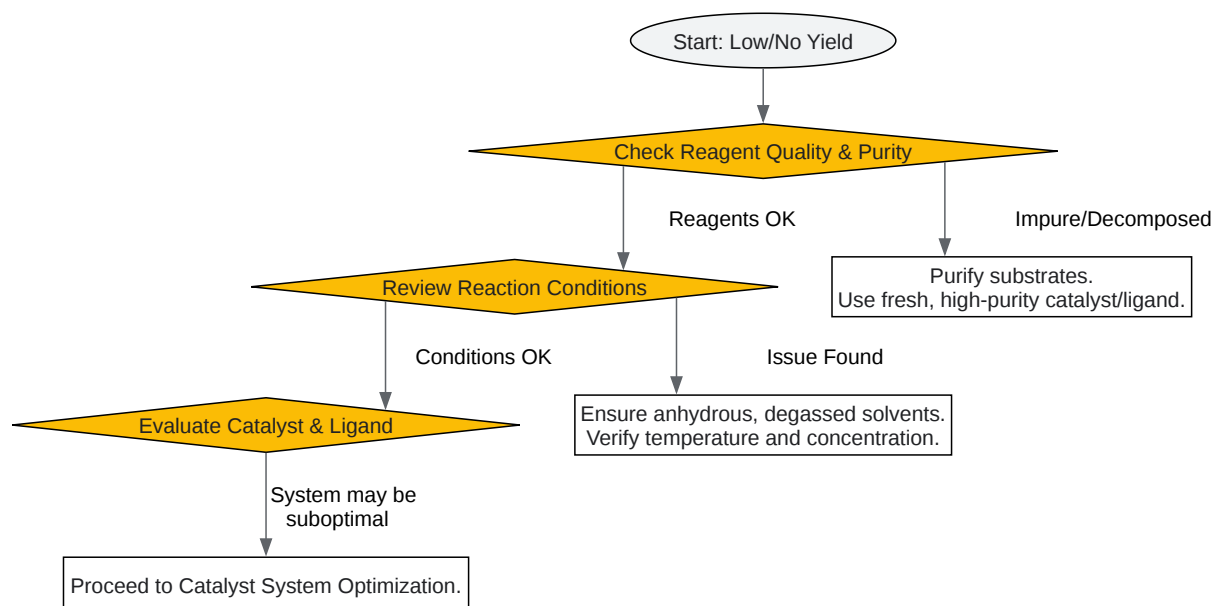 Start: Low/No Yield
Check Reagent Quality & Purity
Reagents OK
Impure/Decomposed
Review Reaction Conditions
Purify substrates.
Use fresh, high-purity catalyst/ligand.
Conditions OK
Issue Found
Evaluate Catalyst & Ligand
Ensure anhydrous, degassed solvents.
Verify temperature and concentration.
System may be
suboptimal
Proceed to Catalyst System Optimization.